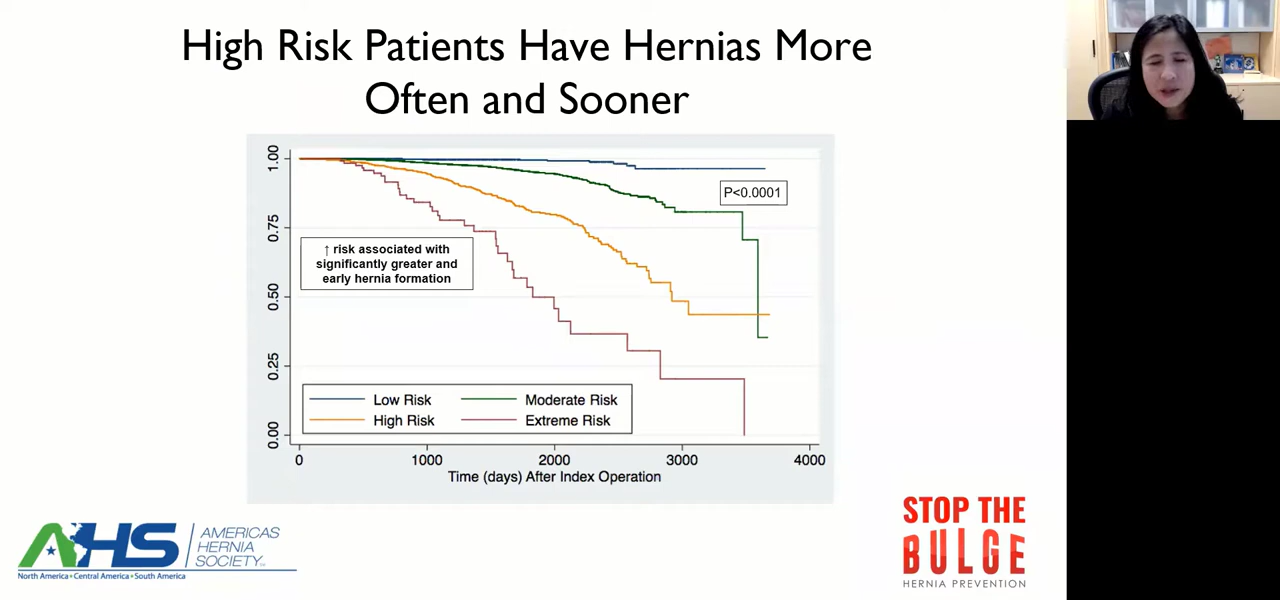 High Risk Patients Have Hernias More
Often and Sooner
1.00
0.75
0.50
0.25
0.00
P<0.0001
↑ risk associated with
significantly greater and
early hernia formation
Low Risk
Moderate Risk
High Risk
Extreme Risk
0
1000
2000
3000
4000
Time (days) After Index Operation
AHS
AMERICAS
HERNIA
SOCIETY
North America • Central America • South America
STOP THE
BULGE
HERNIA PREVENTION